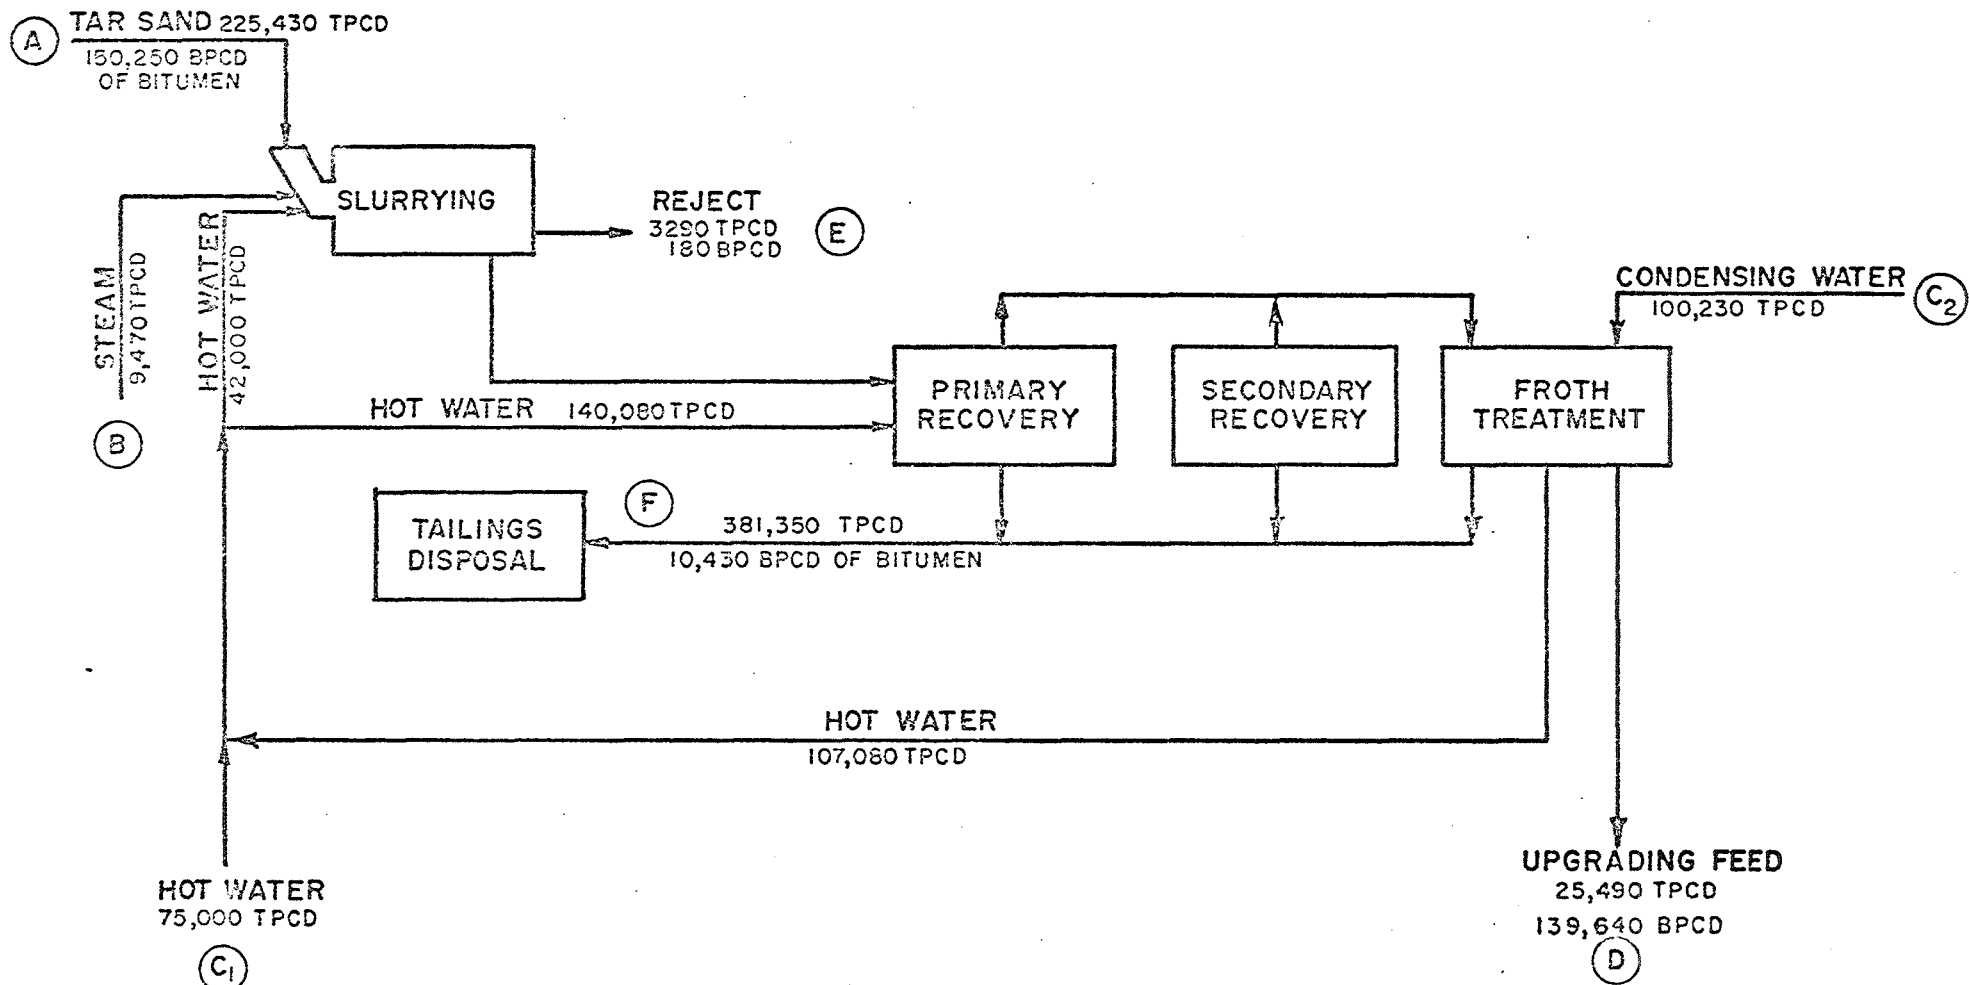 A
TAR SAND 225,430 TPCD
150,250 BPCD
OF BITUMEN
SLURRYING
REJECT
3290 TPCD
180 BPCD
E
STEAM
9,470 TPCD
B
HOT WATER
42,000 TPCD
CONDENSING WATER
100,230 TPCD
C2
PRIMARY
RECOVERY
SECONDARY
RECOVERY
FROTH
TREATMENT
HOT WATER 140,080 TPCD
TAILINGS
DISPOSAL
F
381,350 TPCD
10,430 BPCD OF BITUMEN
HOT WATER
107,080 TPCD
HOT WATER
75,000 TPCD
C1
UPGRADING FEED
25,490 TPCD
139,640 BPCD
D